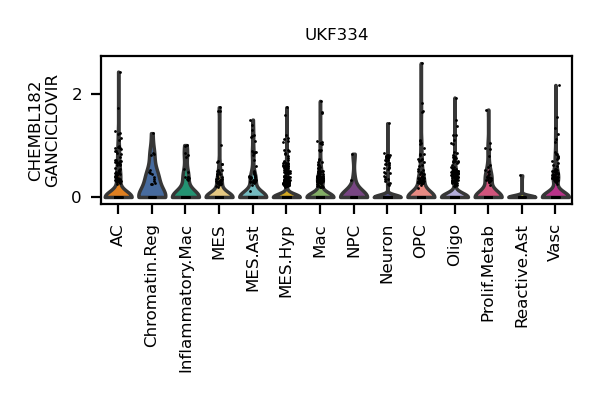 UKF334
CHEMBL182
GANCICLOVIR
2
0
AC
Chromatin.Reg
Inflammatory.Mac
MES
MES.Ast
MES.Hyp
Mac
NPC
Neuron
OPC
Oligo
Prolif.Metab
Reactive.Ast
Vasc